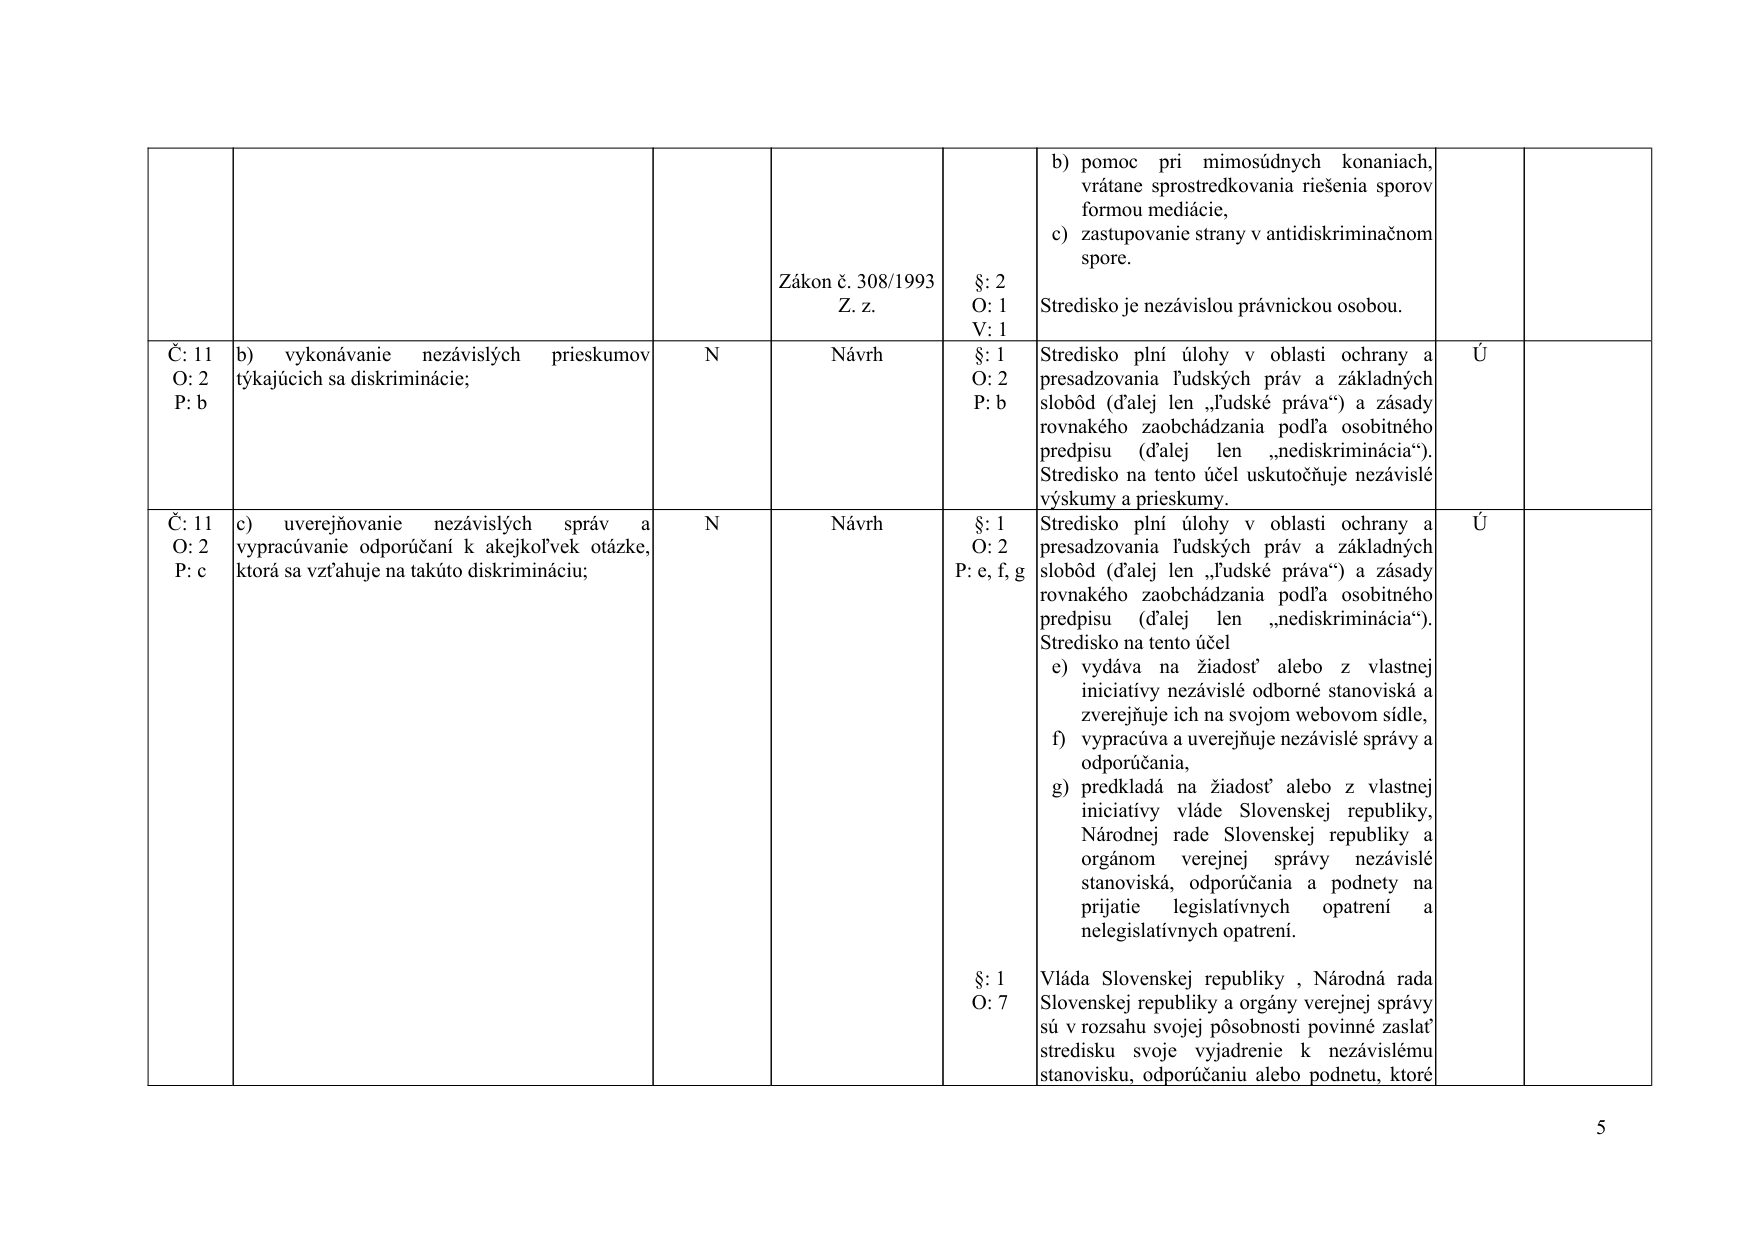 b) pomoc pri mimosúdnych konaniach,
vrátane sprostredkovania riešenia sporov
formou mediácie,
c) zastupovanie strany v antidiskriminačnom
spore.
Zákon č. 308/1993
Z. z.
§: 2
O: 1
V: 1
Stredisko je nezávislou právnickou osobou.
Č: 11
O: 2
P: b
b) vykonávanie nezávislých prieskumov
týkajúcich sa diskriminácie;
N
Návrh
§: 1
O: 2
P: b
Stredisko plní úlohy v oblasti ochrany a
presadzovania ľudských práv a základných
slobôd (ďalej len „ľudské práva“) a zásady
rovnakého zaobchádzania podľa osobitného
predpisu (ďalej len „nediskriminácia“).
Stredisko na tento účel uskutočňuje nezávislé
výskumy a prieskumy.
Ú
Č: 11
O: 2
P: c
c) uverejňovanie nezávislých správ a
vypracúvanie odporúčaní k akejkoľvek otázke,
ktorá sa vzťahuje na takúto diskrimináciu;
N
Návrh
§: 1
O: 2
P: e, f, g
Stredisko plní úlohy v oblasti ochrany a
presadzovania ľudských práv a základných
slobôd (ďalej len „ľudské práva“) a zásady
rovnakého zaobchádzania podľa osobitného
predpisu (ďalej len „nediskriminácia“).
Stredisko na tento účel
e) vydáva na žiadosť alebo z vlastnej
iniciatívy nezávislé odborné stanoviská a
zverejňuje ich na svojom webovom sídle,
f) vypracúva a uverejňuje nezávislé správy a
odporúčania,
g) predkladá na žiadosť alebo z vlastnej
iniciatívy vláde Slovenskej republiky,
Národnej rade Slovenskej republiky a
orgánom verejnej správy nezávislé
stanoviská, odporúčania a podnety na
prijatie legislatívnych opatrení a
nelegislatívnych opatrení.
Ú
§: 1
O: 7
Vláda Slovenskej republiky , Národná rada
Slovenskej republiky a orgány verejnej správy
sú v rozsahu svojej pôsobnosti povinné zaslať
stredisku svoje vyjadrenie k nezávislému
stanovisku, odporúčaniu alebo podnetu, ktoré
5